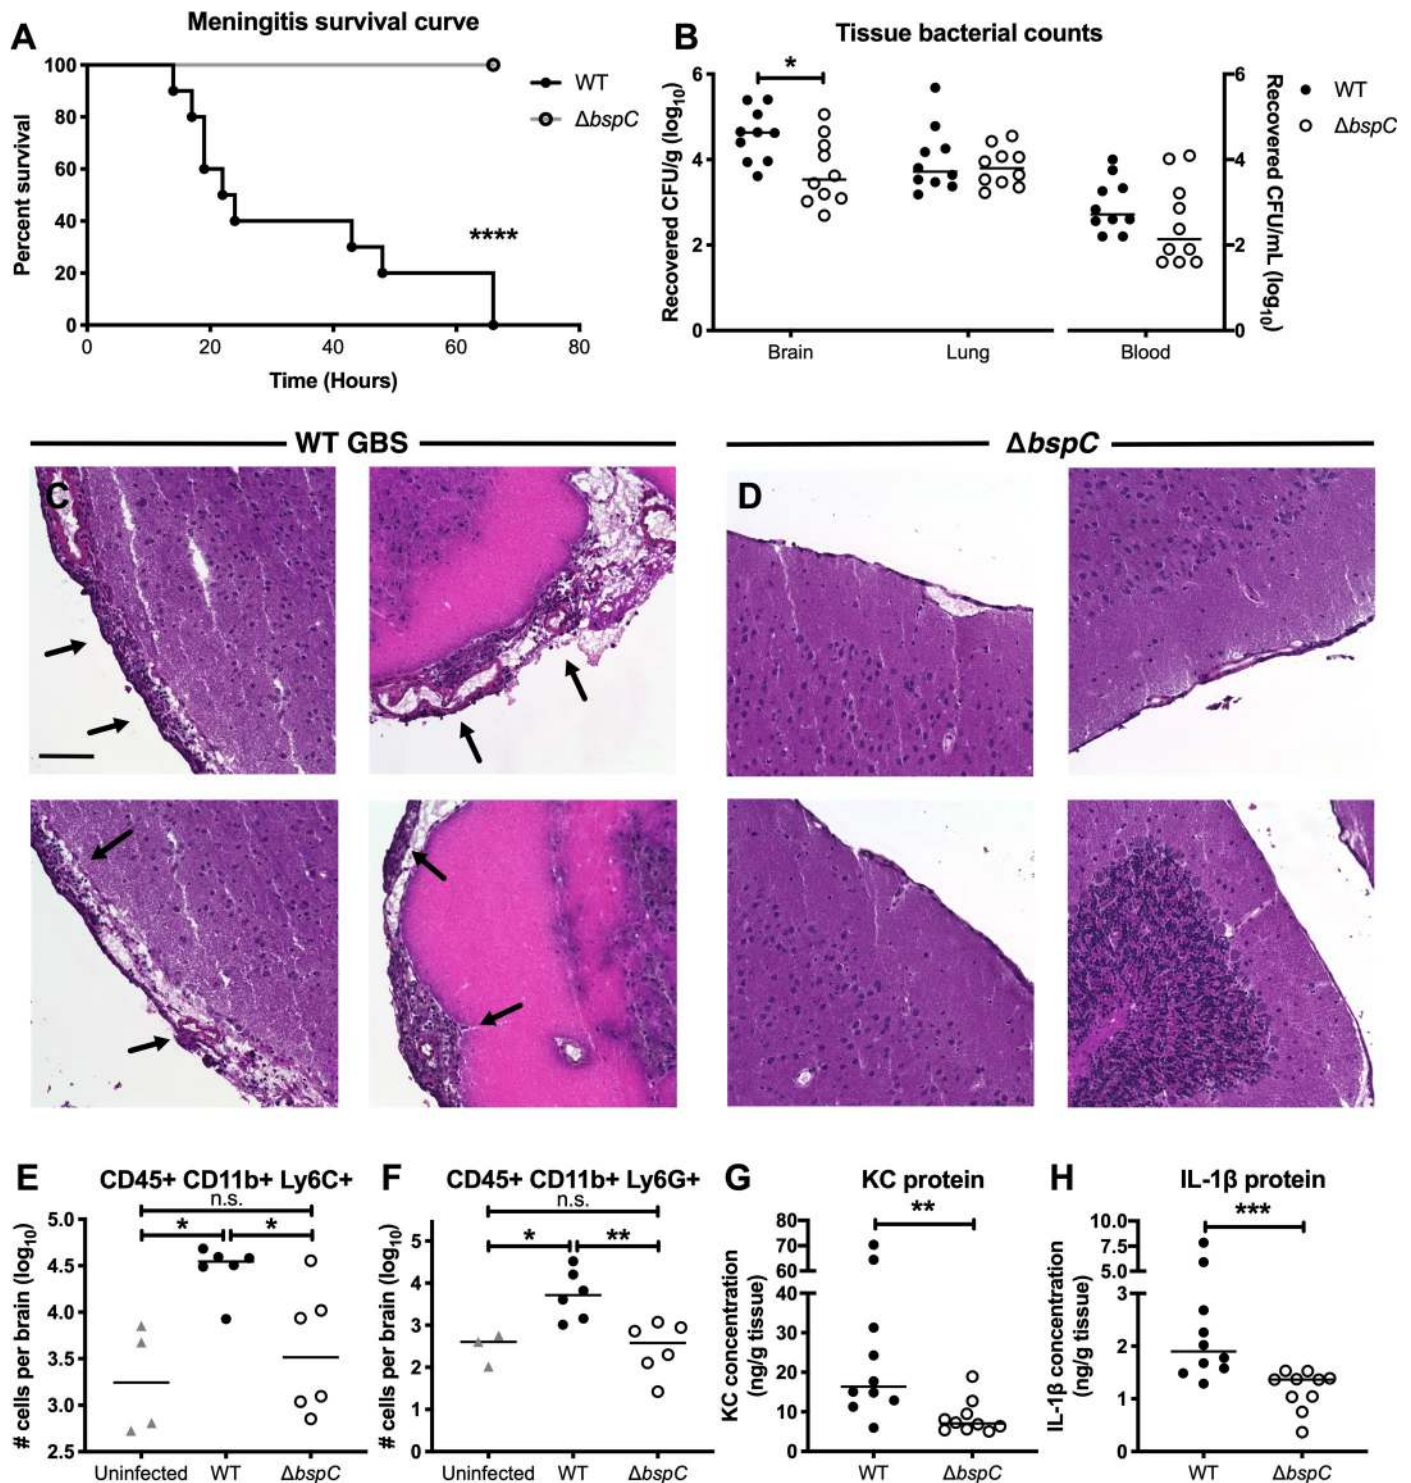 A
Meningitis survival curve
Percent survival
100
80
60
40
20
0
0 20 40 60 80
Time (Hours)
****
WT
ΔbspC
B
Tissue bacterial counts
Recovered CFU/g (log10)
6
4
2
0
*
Brain Lung Blood
6
4
2
0
Recovered CFU/mL (log10)
WT
ΔbspC
WT GBS
ΔbspC
C
D
E
CD45+ CD11b+ Ly6C+
n.s.
* *
# cells per brain (log10)
5.0
4.5
4.0
3.5
3.0
2.5
Uninfected WT ΔbspC
F
CD45+ CD11b+ Ly6G+
n.s.
* **
# cells per brain (log10)
5
4
3
2
1
0
Uninfected WT ΔbspC
G
KC protein
**
KC concentration
(ng/g tissue)
80
70
60
40
30
20
10
0
WT ΔbspC
H
IL-1β protein
***
IL-1β concentration
(ng/g tissue)
10.0
7.5
5.0
3
2
1
0
WT ΔbspC